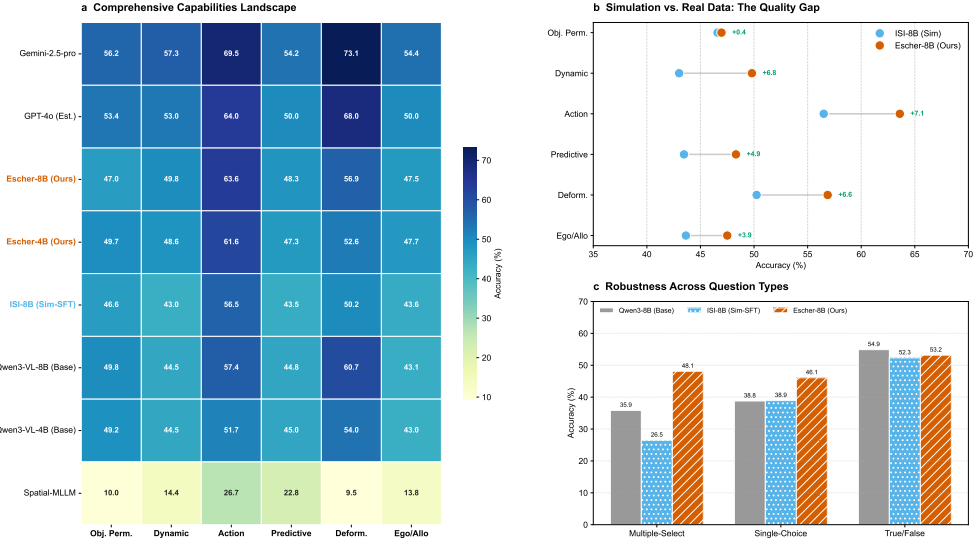 a Comprehensive Capabilities Landscape
Gemini-2.5-pro 56.2 57.3 69.5 54.2 73.1 54.4
GPT-4o (Est.) 53.4 53.0 64.0 50.0 68.0 50.0
Escher-8B (Ours) 47.0 49.8 63.6 48.3 56.9 47.5
Escher-4B (Ours) 49.7 48.6 61.6 47.3 52.6 47.7
ISI-8B (Sim-SFT) 46.6 43.0 56.5 43.5 50.2 43.6
Qwen3-VL-8B (Base) 49.8 44.5 57.4 44.8 60.7 43.1
Qwen3-VL-4B (Base) 49.2 44.5 51.7 45.0 54.0 43.0
Spatial-MLLM 10.0 14.4 26.7 22.8 9.5 13.8
Obj. Perm. Dynamic Action Predictive Deform. Ego/Allo
70
60
50
40
30
20
10
Accuracy (%)
b Simulation vs. Real Data: The Quality Gap
ISI-8B (Sim)
Escher-8B (Ours)
Obj. Perm. +0.4
Dynamic +6.8
Action +7.1
Predictive +4.9
Deform. +6.6
Ego/Allo +3.9
35 40 45 50 55 60 65 70
Accuracy (%)
c Robustness Across Question Types
Qwen3-8B (Base) ISI-8B (Sim-SFT) Escher-8B (Ours)
70
60
50
40
30
20
10
0
Accuracy (%)
35.9 26.5 48.1
38.8 38.9 46.1
54.9 52.3 53.2
Multiple-Select Single-Choice True/False